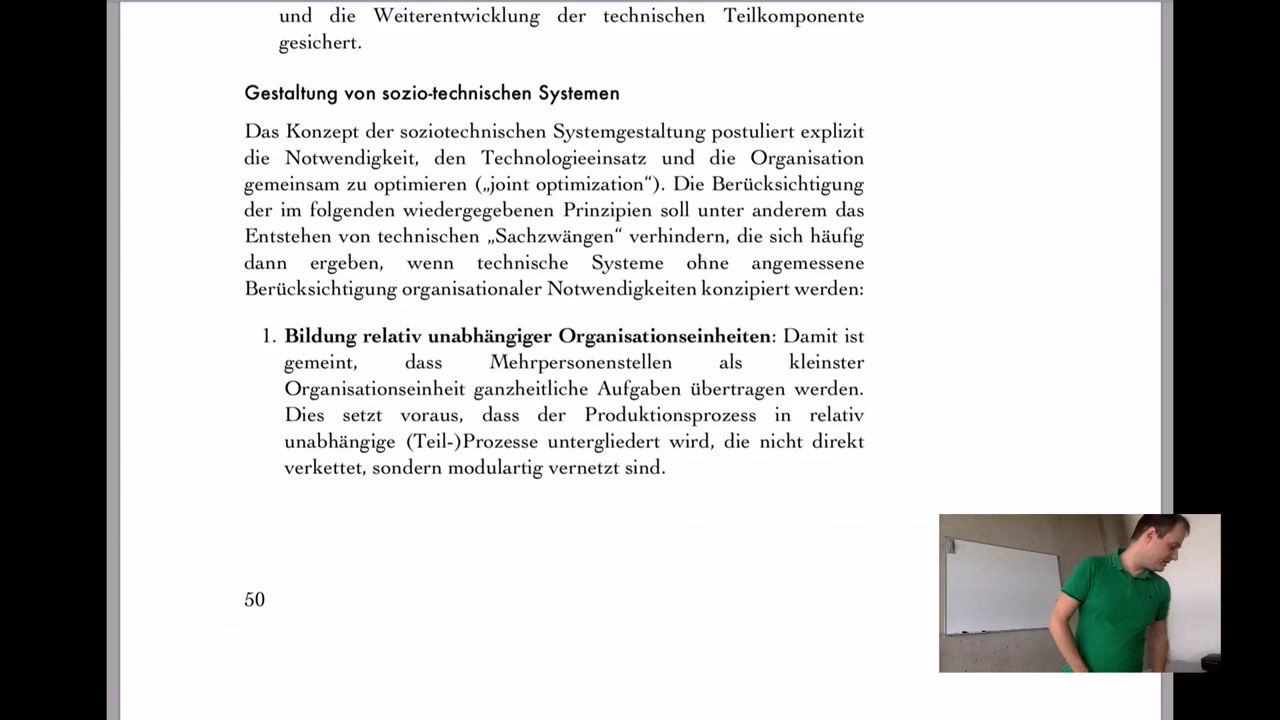 und die Weiterentwicklung der technischen Teilkomponente
gesichert.
Gestaltung von sozio-technischen Systemen
Das Konzept der soziotechnischen Systemgestaltung postuliert explizit
die Notwendigkeit, den Technologieeinsatz und die Organisation
gemeinsam zu optimieren („joint optimization“). Die Berücksichtigung
der im folgenden wiedergegebenen Prinzipien soll unter anderem das
Entstehen von technischen „Sachzwängen“ verhindern, die sich häufig
dann ergeben, wenn technische Systeme ohne angemessene
Berücksichtigung organisationaler Notwendigkeiten konzipiert werden:
1. Bildung relativ unabhängiger Organisationseinheiten: Damit ist
gemeint, dass Mehrpersonenstellen als kleinster
Organisationseinheit ganzheitliche Aufgaben übertragen werden.
Dies setzt voraus, dass der Produktionsprozess in relativ
unabhängige (Teil-)Prozesse untergliedert wird, die nicht direkt
verkettet, sondern modulartig vernetzt sind.
50